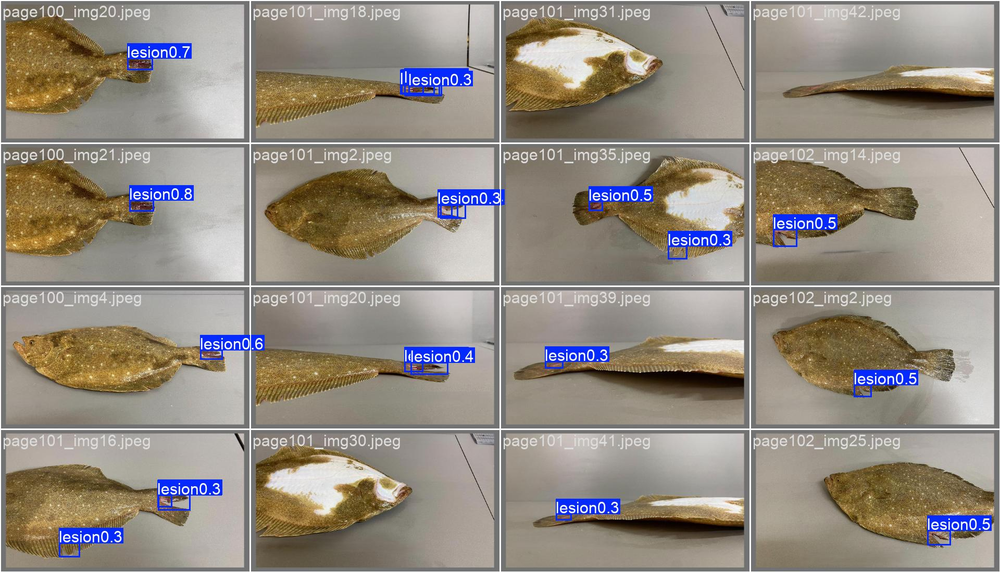 page100_img20.jpeg
lesion0.7
page101_img18.jpeg
lesion0.3
page101_img31.jpeg
page101_img42.jpeg
page100_img21.jpeg
lesion0.8
page101_img2.jpeg
lesion0.3
page101_img35.jpeg
lesion0.5
lesion0.3
page102_img14.jpeg
lesion0.5
page100_img4.jpeg
lesion0.6
page101_img20.jpeg
lesion0.4
page101_img39.jpeg
lesion0.3
page102_img2.jpeg
lesion0.5
page101_img16.jpeg
lesion0.3
lesion0.3
page101_img30.jpeg
page101_img41.jpeg
lesion0.3
page102_img25.jpeg
lesion0.5